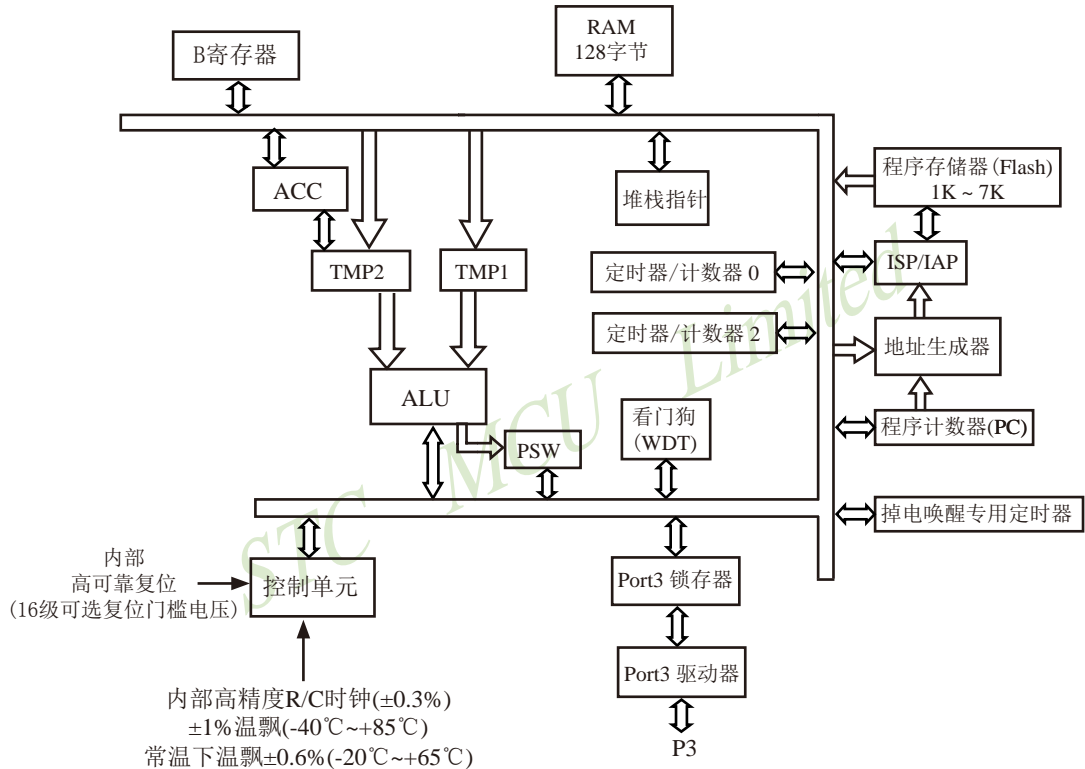 B寄存器
RAM
128字节
ACC
堆栈指针
程序存储器(Flash)
1K ~ 7K
TMP2
TMP1
定时器/计数器 0
ISP/IAP
定时器/计数器 2
地址生成器
ALU
看门狗
(WDT)
PSW
程序计数器(PC)
掉电唤醒专用定时器
STC MCU Limited
内部
高可靠复位
(16级可选复位门槛电压)
控制单元
Port3 锁存器
Port3 驱动器
P3
内部高精度R/C时钟(±0.3%)
±1%温飘(-40℃~+85℃)
常温下温飘±0.6%(-20℃~+65℃)